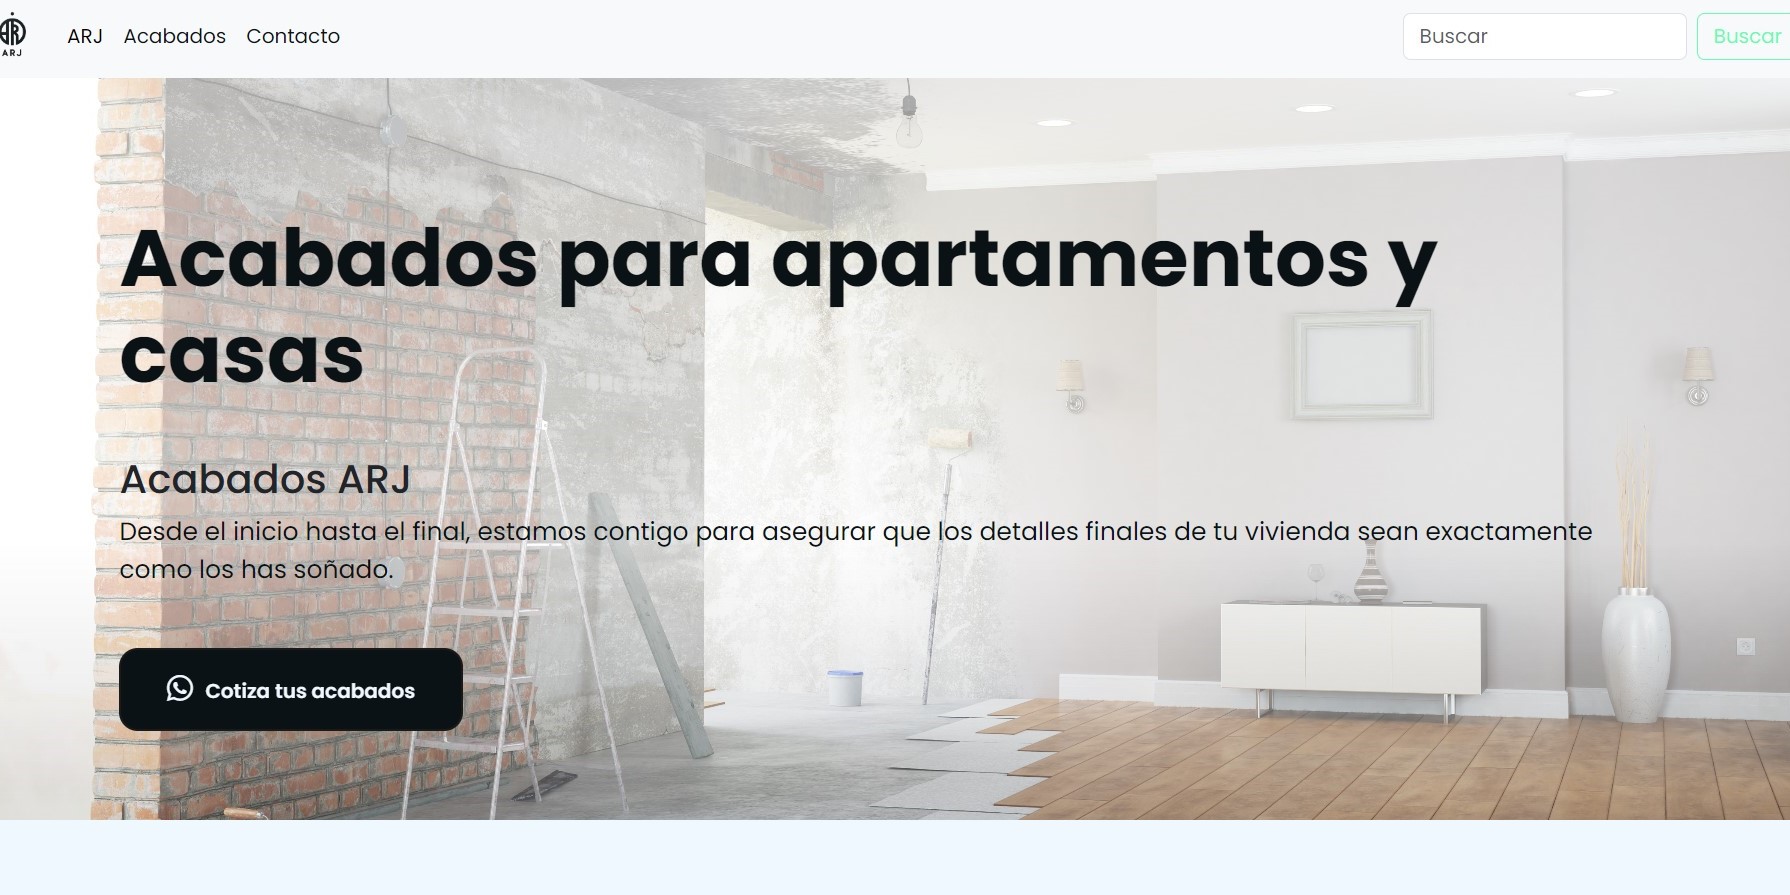 ARJ
ARJ Acabados Contacto
Buscar
Buscar
Acabados para apartamentos y
casas
Acabados ARJ
Desde el inicio hasta el final, estamos contigo para asegurar que los detalles finales de tu vivienda sean exactamente
como los has soñado.
Cotiza tus acabados